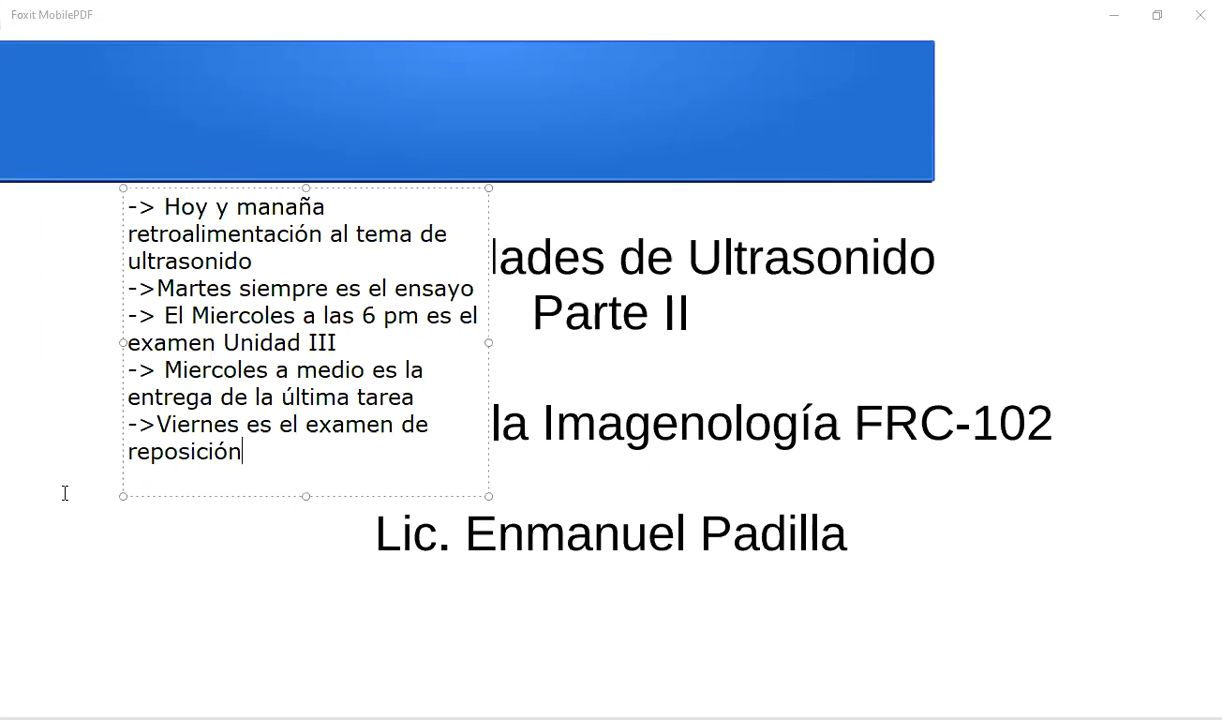 Foxit MobilePDF
-> Hoy y manaña
retroalimentación al tema de
ultrasonido
->Martes siempre es el ensayo
-> El Miercoles a las 6 pm es el
examen Unidad III
-> Miercoles a medio es la
entrega de la última tarea
->Viernes es el examen de
reposición
lades de Ultrasonido
Parte II
la Imagenología FRC-102
Lic. Enmanuel Padilla